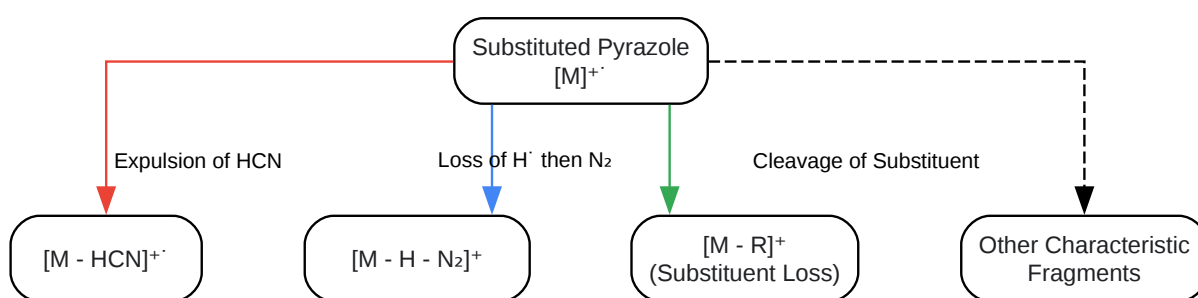 Substituted Pyrazole
[M]⁺˙
Expulsion of HCN
Loss of H˙ then N₂
Cleavage of Substituent
[M - HCN]⁺˙
[M - H - N₂]⁺
[M - R]⁺
(Substituent Loss)
Other Characteristic
Fragments